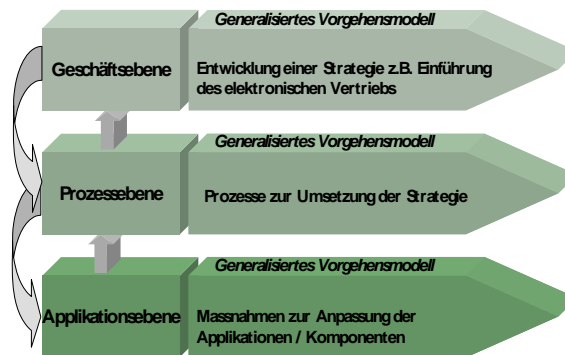 Generalisiertes Vorgehensmodell
Geschäftsebene
Entwicklung einer Strategie z.B. Einführung
des elektronischen Vertriebs
Generalisiertes Vorgehensmodell
Prozessebene
Prozesse zur Umsetzung der Strategie
Generalisiertes Vorgehensmodell
Applikationsebene
Massnahmen zur Anpassung der
Applikationen / Komponenten